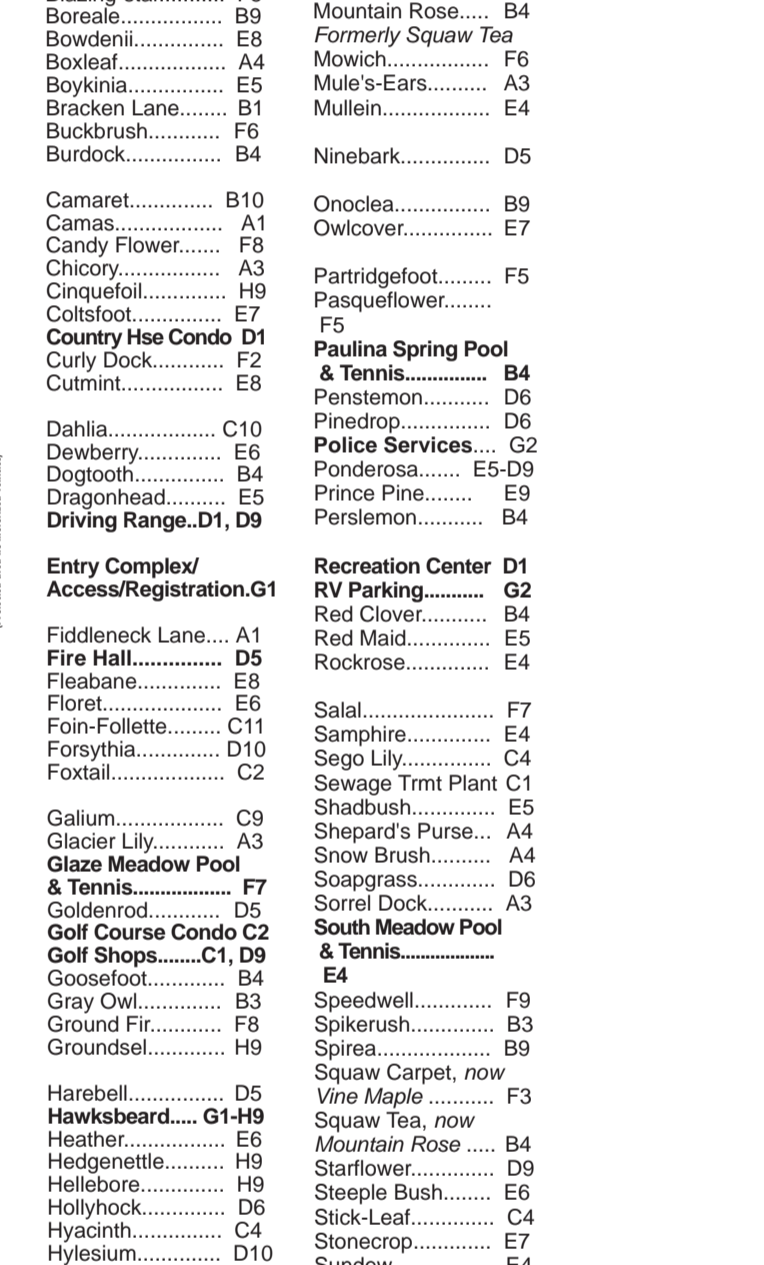 Boreale................. B9
Bowdenii............... E8
Boxleaf.................. A4
Boykinia................ E5
Bracken Lane........ B1
Buckbrush............ F6
Burdock................ B4
Camaret.............. B10
Camas.................. A1
Candy Flower....... F8
Chicory................. A3
Cinquefoil.............. H9
Coltsfoot............... E7
Country Hse Condo D1
Curly Dock............ F2
Cutmint................. E8
Dahlia.................. C10
Dewberry.............. E6
Dogtooth............... B4
Dragonhead.......... E5
Driving Range..D1, D9
Entry Complex/
Access/Registration.G1
Fiddleneck Lane.... A1
Fire Hall............... D5
Fleabane.............. E8
Floret.................... E6
Foin-Follette......... C11
Forsythia.............. D10
Foxtail................... C2
Galium.................. C9
Glacier Lily............ A3
Glaze Meadow Pool
& Tennis.................. F7
Goldenrod............ D5
Golf Course Condo C2
Golf Shops........C1, D9
Goosefoot.............. B4
Gray Owl.............. B3
Ground Fir............ F8
Groundsel............. H9
Harebell................ D5
Hawksbeard..... G1-H9
Heather................. E6
Hedgenettle.......... H9
Hellebore.............. H9
Hollyhock.............. D6
Hyacinth............... C4
Hylesium.............. D10
Mountain Rose..... B4
Formerly Squaw Tea
Mowich................. F6
Mule's-Ears.......... A3
Mullein.................. E4
Ninebark............... D5
Onoclea................ B9
Owlcover............... E7
Partridgefoot......... F5
Pasqueflower........
F5
Paulina Spring Pool
& Tennis............... B4
Penstemon........... D6
Pinedrop............... D6
Police Services.... G2
Ponderosa....... E5-D9
Prince Pine........ E9
Perslemon........... B4
Recreation Center D1
RV Parking........... G2
Red Clover........... B4
Red Maid.............. E5
Rockrose.............. E4
Salal...................... F7
Samphire.............. E4
Sego Lily............... C4
Sewage Trmt Plant C1
Shadbush.............. E5
Shepard's Purse... A4
Snow Brush.......... A4
Soapgrass............. D6
Sorrel Dock........... A3
South Meadow Pool
& Tennis....................
E4
Speedwell............. F9
Spikerush.............. B3
Spirea................... B9
Squaw Carpet, now
Vine Maple ........... F3
Squaw Tea, now
Mountain Rose ..... B4
Starflower.............. D9
Steeple Bush........ E6
Stick-Leaf.............. C4
Stonecrop............. E7